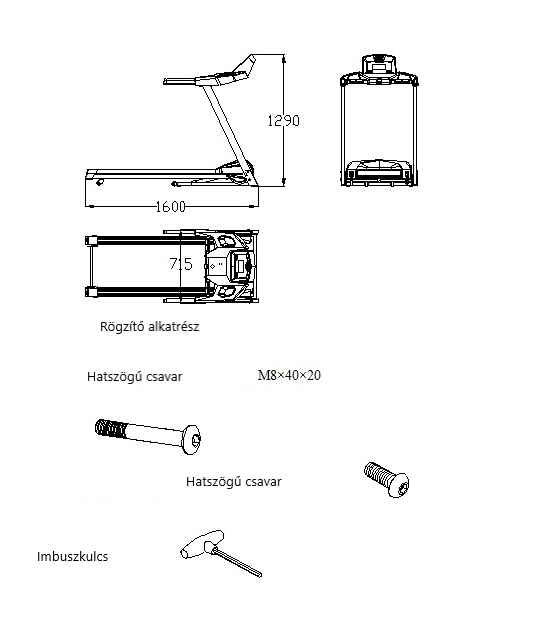 1290
1600
715
Rögzítő alkatrész
Hatszögű csavar M8×40×20
Hatszögű csavar
Imbuszkulcs